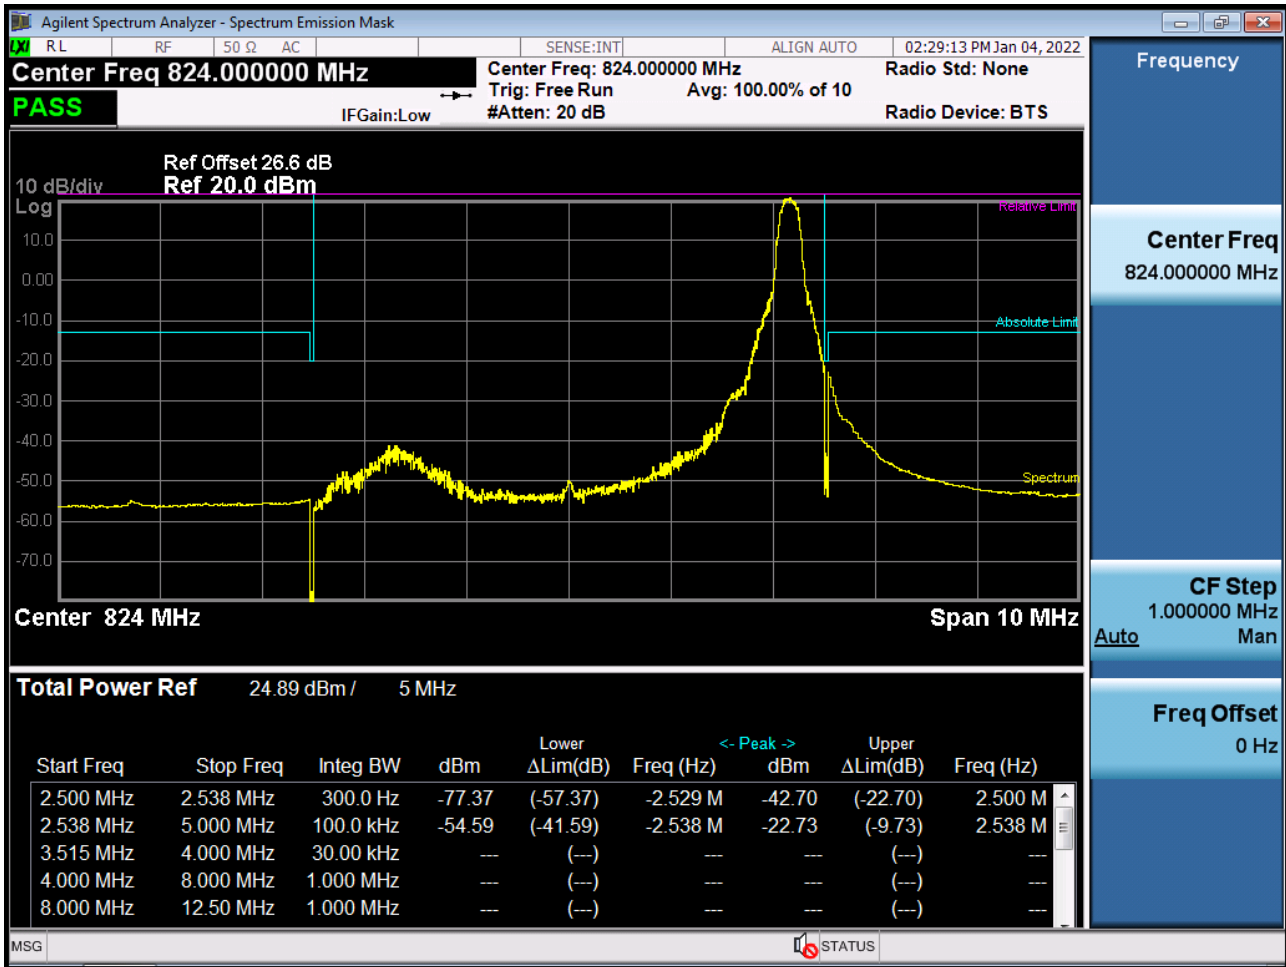 Agilent Spectrum Analyzer - Spectrum Emission Mask
LXI RL RF 50 Ω AC SENSE:INT ALIGN AUTO 02:29:13 PM Jan 04, 2022
Center Freq 824.000000 MHz
PASS
IFGain:Low
Center Freq: 824.000000 MHz
Trig: Free Run Avg: 100.00% of 10
#Atten: 20 dB
Radio Std: None
Radio Device: BTS
Ref Offset 26.6 dB
10 dB/div Ref 20.0 dBm
Log
Relative Limit
10.0
0.00
-10.0
Absolute Limit
-20.0
-30.0
-40.0
-50.0
Spectrum
-60.0
-70.0
Center 824 MHz Span 10 MHz
Total Power Ref 24.89 dBm / 5 MHz
Lower <- Peak -> Upper
Start Freq Stop Freq Integ BW dBm ΔLim(dB) Freq (Hz) dBm ΔLim(dB) Freq (Hz)
2.500 MHz 2.538 MHz 300.0 Hz -77.37 (-57.37) -2.529 M -42.70 (-22.70) 2.500 M
2.538 MHz 5.000 MHz 100.0 kHz -54.59 (-41.59) -2.538 M -22.73 (-9.73) 2.538 M
3.515 MHz 4.000 MHz 30.00 kHz --- (---) --- --- (---) ---
4.000 MHz 8.000 MHz 1.000 MHz --- (---) --- --- (---) ---
8.000 MHz 12.50 MHz 1.000 MHz --- (---) --- --- (---) ---
MSG STATUS
Frequency
Center Freq
824.000000 MHz
CF Step
1.000000 MHz
Auto Man
Freq Offset
0 Hz